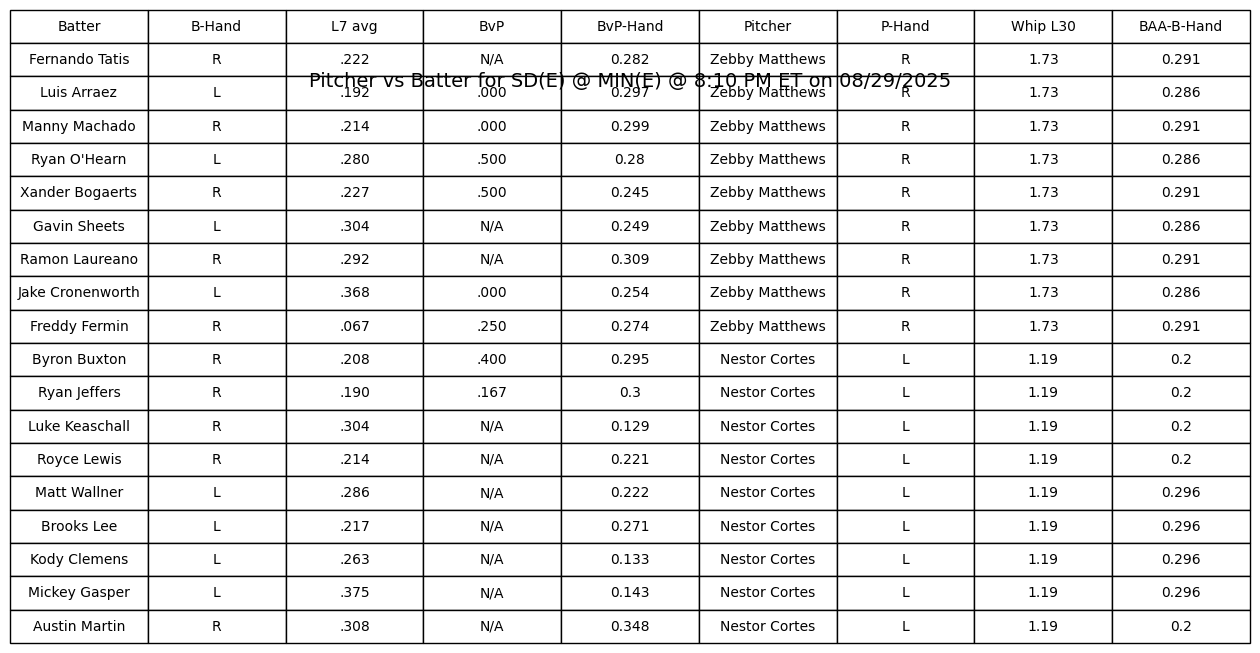 Batter B-Hand L7 avg BvP BvP-Hand Pitcher P-Hand Whip L30 BAA-B-Hand
Fernando Tatis R .222 N/A 0.282 Zebby Matthews R 1.73 0.291
Pitcher vs Batter for SD(E) @ MIN(E) @ 8:10 PM ET on 08/29/2025
Luis Arraez L .192 .000 0.297 Zebby Matthews R 1.73 0.286
Manny Machado R .214 .000 0.299 Zebby Matthews R 1.73 0.291
Ryan O'Hearn L .280 .500 0.28 Zebby Matthews R 1.73 0.286
Xander Bogaerts R .227 .500 0.245 Zebby Matthews R 1.73 0.291
Gavin Sheets L .304 N/A 0.249 Zebby Matthews R 1.73 0.286
Ramon Laureano R .292 N/A 0.309 Zebby Matthews R 1.73 0.291
Jake Cronenworth L .368 .000 0.254 Zebby Matthews R 1.73 0.286
Freddy Fermin R .067 .250 0.274 Zebby Matthews R 1.73 0.291
Byron Buxton R .208 .400 0.295 Nestor Cortes L 1.19 0.2
Ryan Jeffers R .190 .167 0.3 Nestor Cortes L 1.19 0.2
Luke Keaschall R .304 N/A 0.129 Nestor Cortes L 1.19 0.2
Royce Lewis R .214 N/A 0.221 Nestor Cortes L 1.19 0.2
Matt Wallner L .286 N/A 0.222 Nestor Cortes L 1.19 0.296
Brooks Lee L .217 N/A 0.271 Nestor Cortes L 1.19 0.296
Kody Clemens L .263 N/A 0.133 Nestor Cortes L 1.19 0.296
Mickey Gasper L .375 N/A 0.143 Nestor Cortes L 1.19 0.296
Austin Martin R .308 N/A 0.348 Nestor Cortes L 1.19 0.2